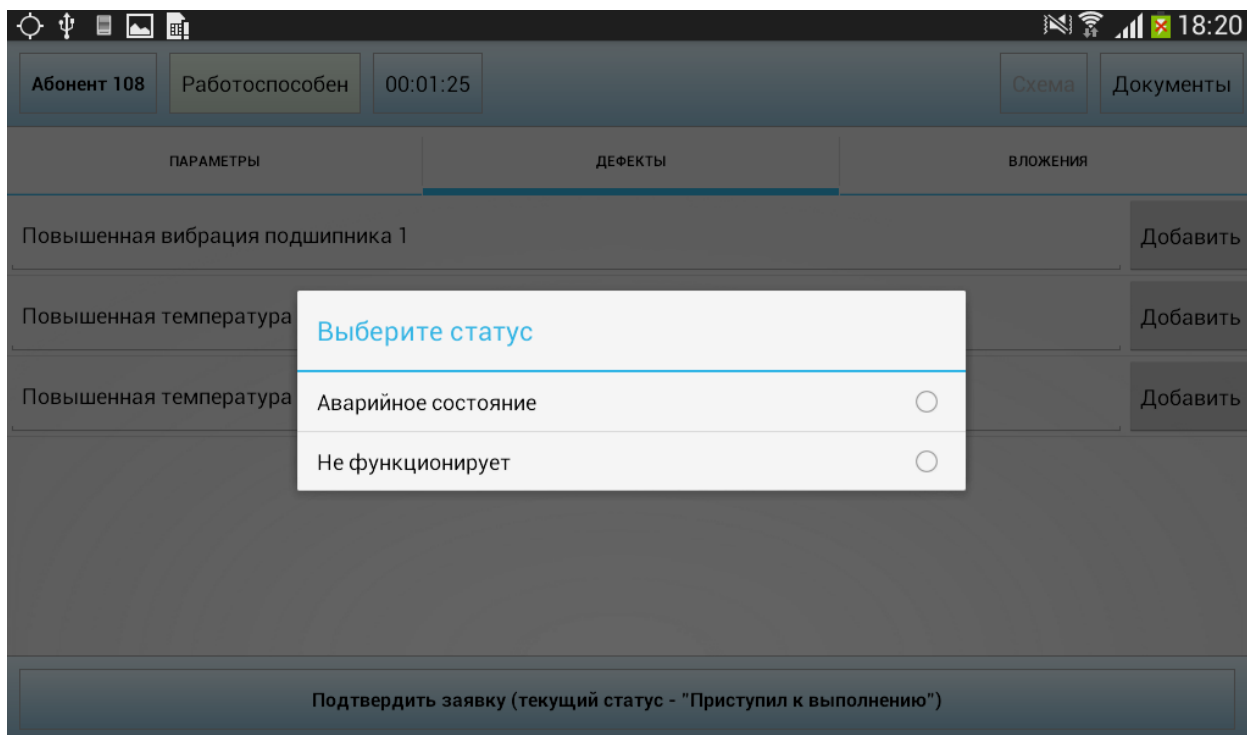 18:20
Абонент 108 Работоспособен 00:01:25 Схема Документы
ПАРАМЕТРЫ ДЕФЕКТЫ ВЛОЖЕНИЯ
Повышенная вибрация подшипника 1 Добавить
Повышенная температура Добавить
Повышенная температура Добавить
Выберите статус
Аварийное состояние
Не функционирует
Подтвердить заявку (текущий статус - "Приступил к выполнению")